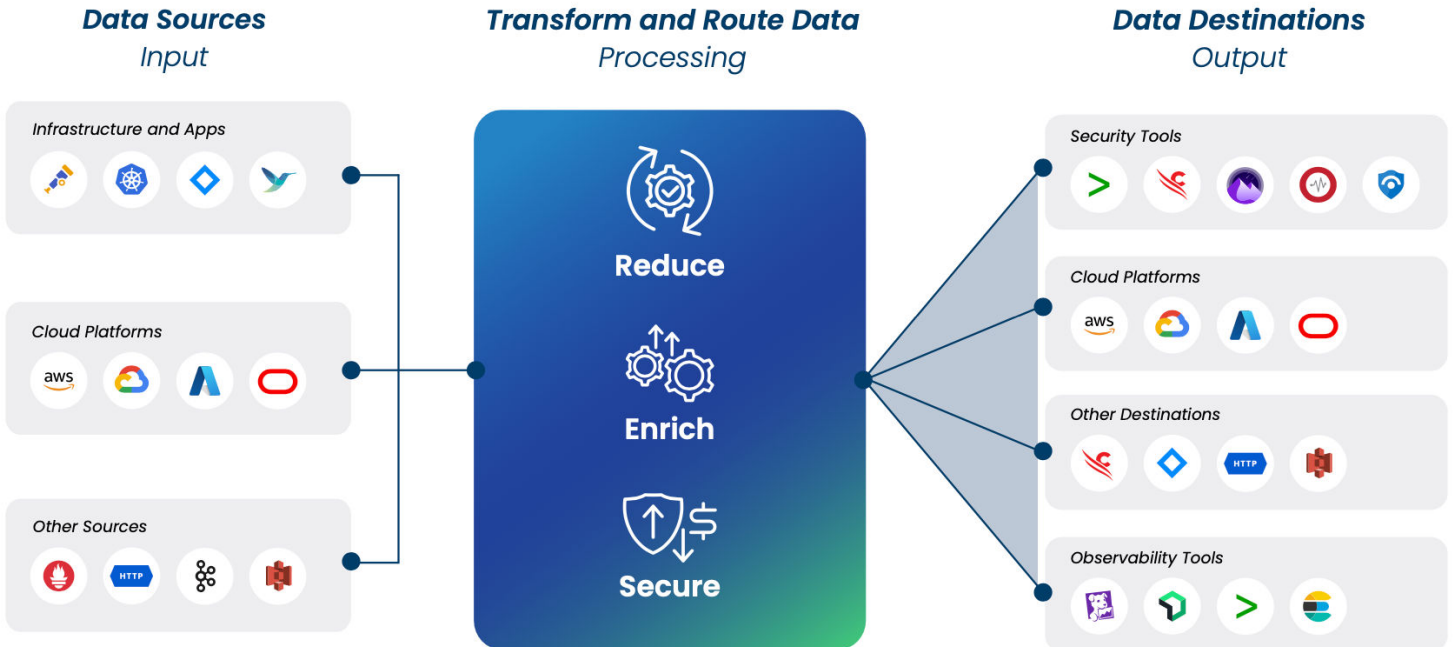 Data Sources
Input
Transform and Route Data
Processing
Data Destinations
Output
Infrastructure and Apps
Cloud Platforms
aws
Other Sources
HTTP
Reduce
Enrich
Secure
Security Tools
Cloud Platforms
aws
Other Destinations
HTTP
Observability Tools